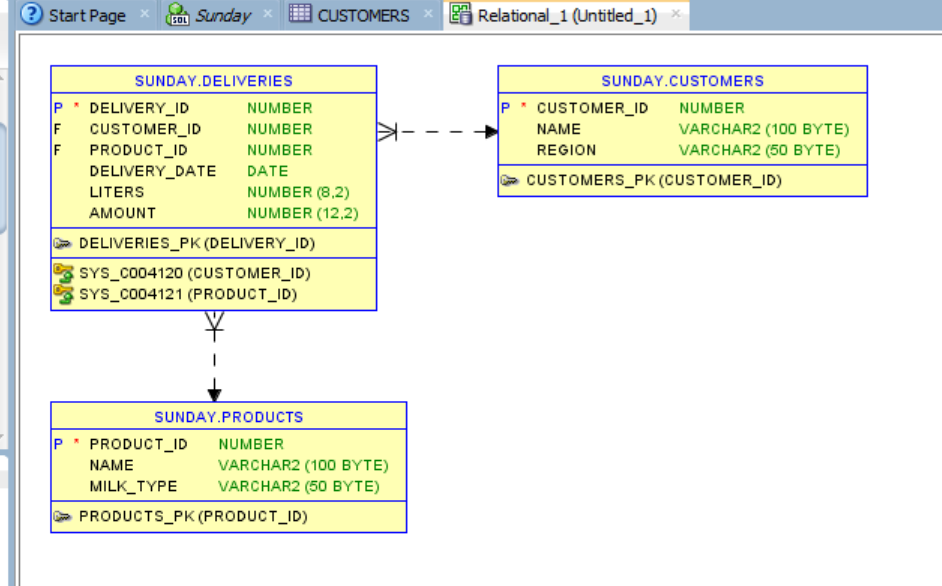 Start Page Sunday CUSTOMERS Relational_1 (Untitled_1)
SUNDAY.DELIVERIES
P * DELIVERY_ID NUMBER
F CUSTOMER_ID NUMBER
F PRODUCT_ID NUMBER
DELIVERY_DATE DATE
LITERS NUMBER (8,2)
AMOUNT NUMBER (12,2)
DELIVERIES_PK (DELIVERY_ID)
SYS_C004120 (CUSTOMER_ID)
SYS_C004121 (PRODUCT_ID)
SUNDAY.CUSTOMERS
P * CUSTOMER_ID NUMBER
NAME VARCHAR2 (100 BYTE)
REGION VARCHAR2 (50 BYTE)
CUSTOMERS_PK (CUSTOMER_ID)
SUNDAY.PRODUCTS
P * PRODUCT_ID NUMBER
NAME VARCHAR2 (100 BYTE)
MILK_TYPE VARCHAR2 (50 BYTE)
PRODUCTS_PK (PRODUCT_ID)